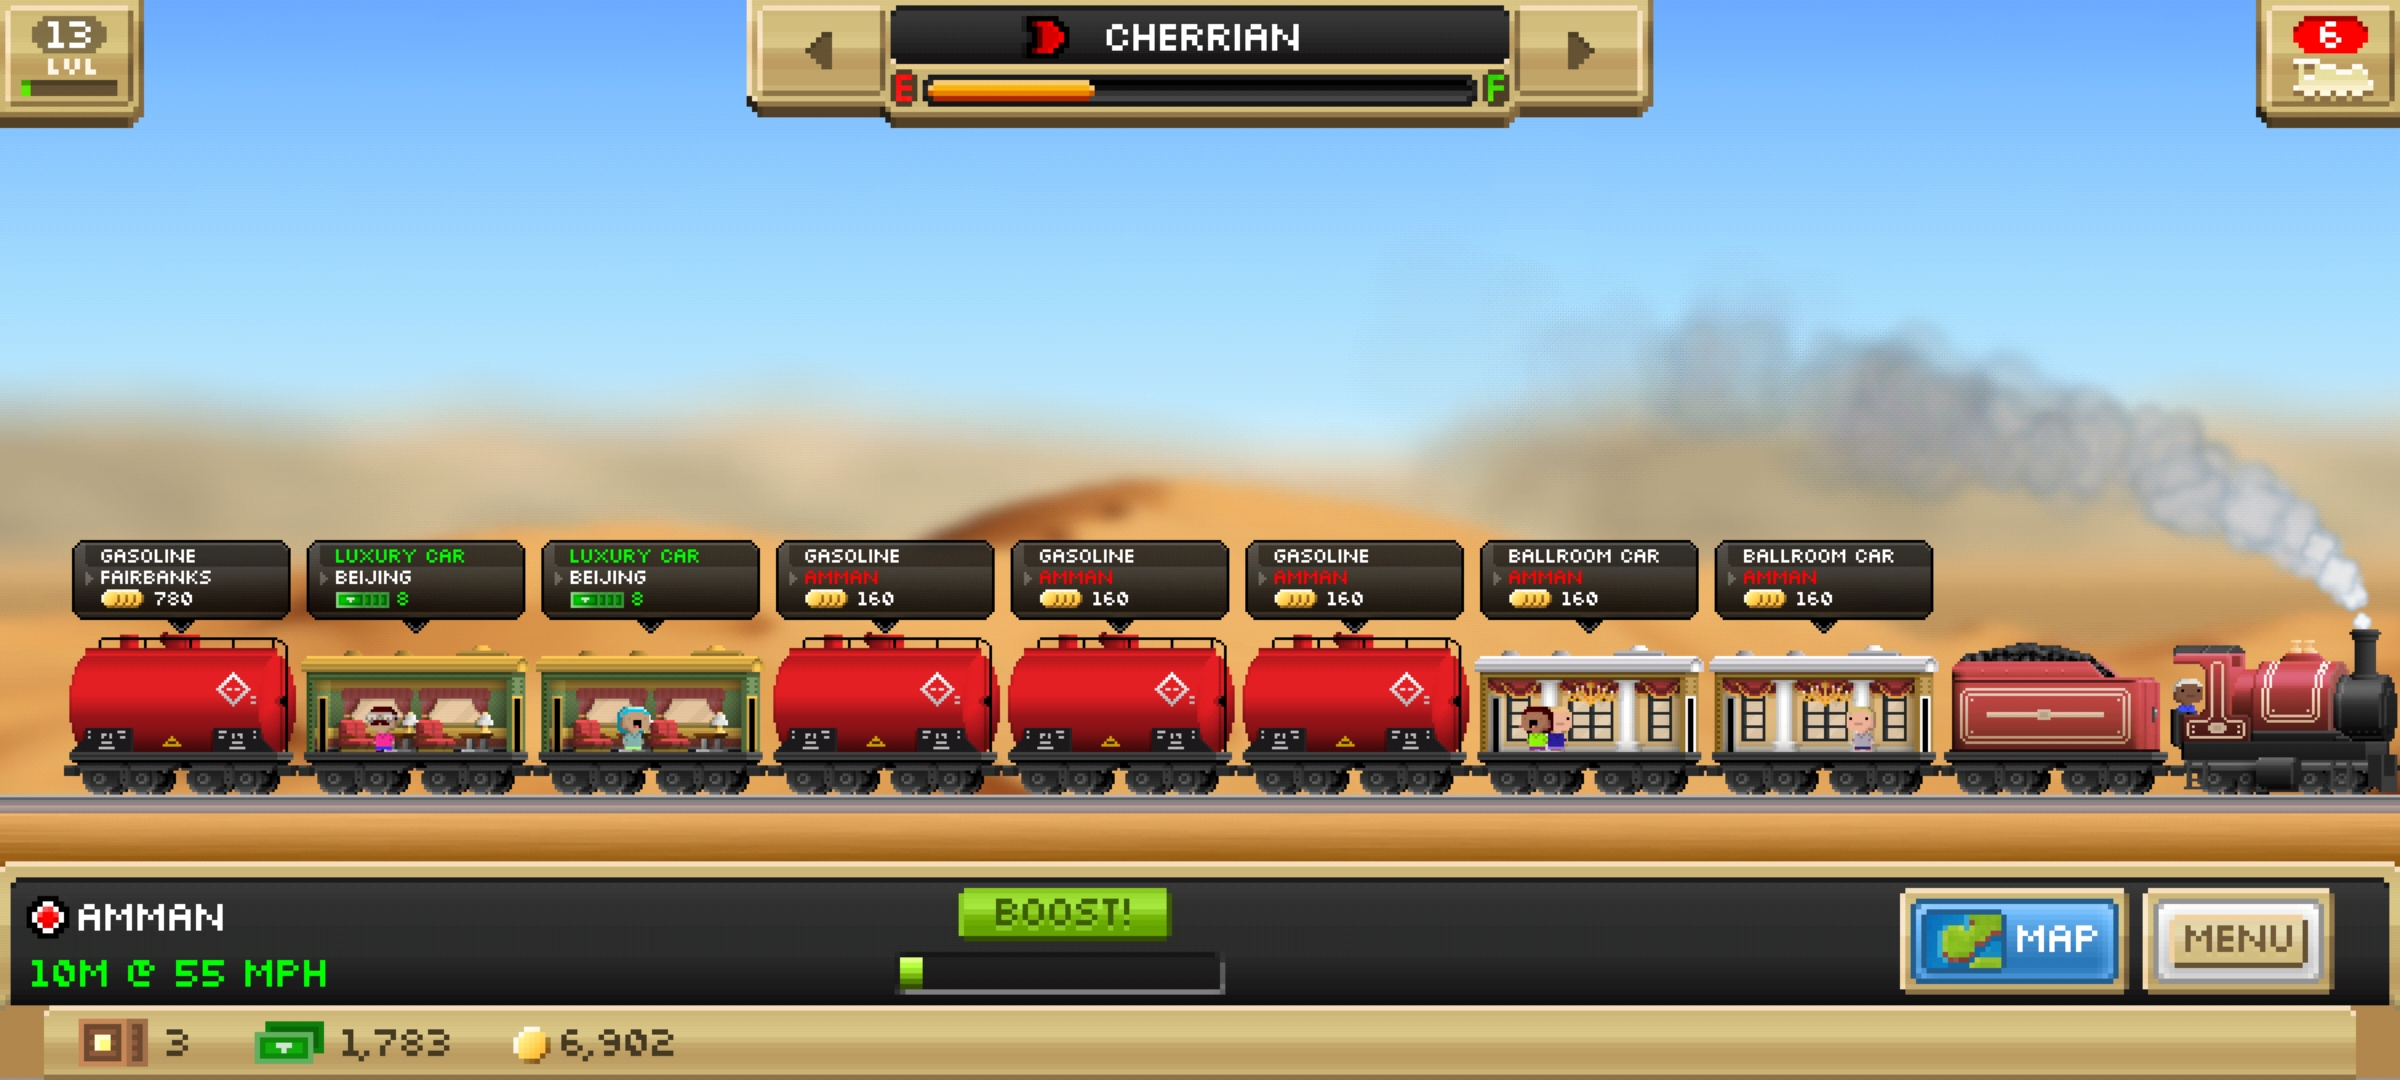 13
LVL
CHERRIAN
E F
6
GASOLINE
FAIRBANKS
780
LUXURY CAR
BEIJING
8
LUXURY CAR
BEIJING
8
GASOLINE
AMMAN
160
GASOLINE
AMMAN
160
GASOLINE
AMMAN
160
BALLROOM CAR
AMMAN
160
BALLROOM CAR
AMMAN
160
AMMAN
10M @ 55 MPH
BOOST!
MAP
MENU
3
1,783
6,902